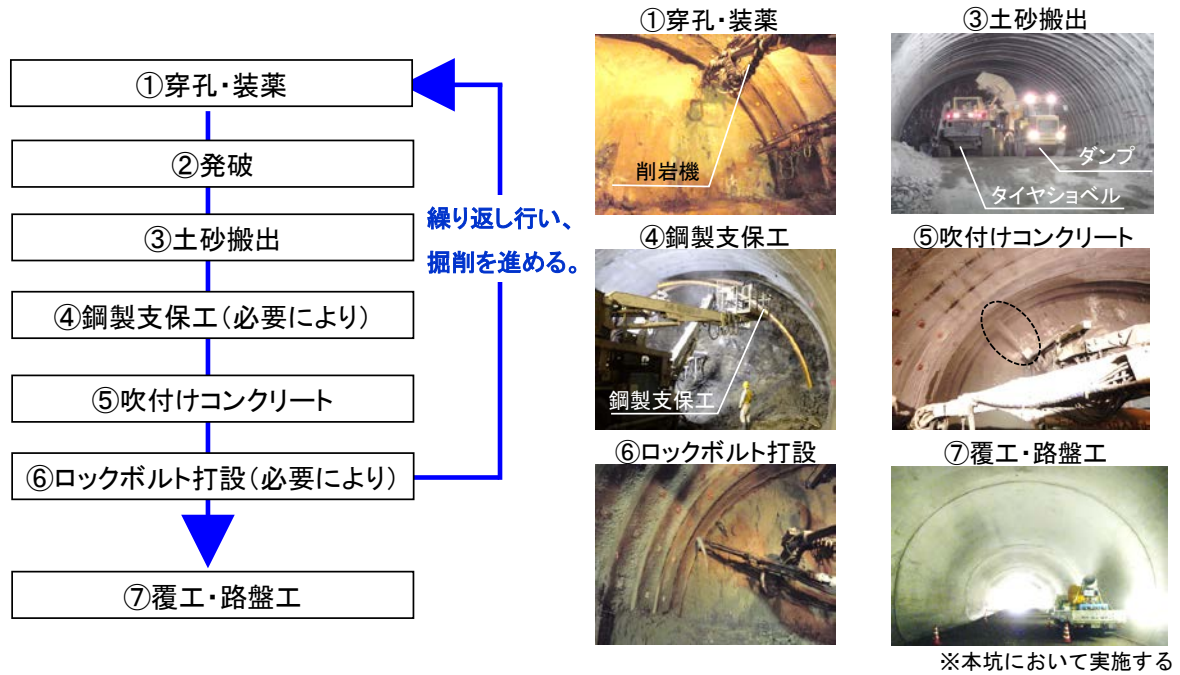 ①穿孔・装薬
②発破
③土砂搬出
④鋼製支保工（必要により）
⑤吹付けコンクリート
⑥ロックボルト打設（必要により）
⑦覆工・路盤工
繰り返し行い、
掘削を進める。
①穿孔・装薬
削岩機
③土砂搬出
ダンプ
タイヤショベル
④鋼製支保工
鋼製支保工
⑤吹付けコンクリート
⑥ロックボルト打設
⑦覆工・路盤工
※本坑において実施する